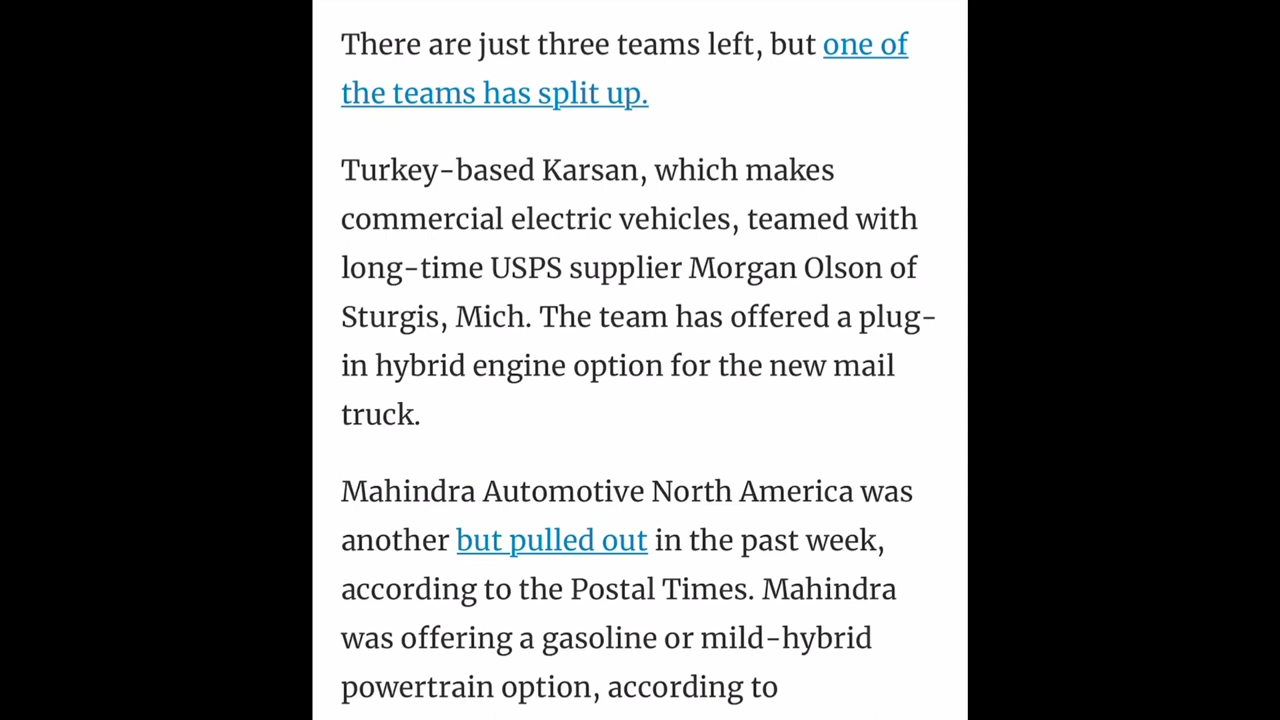 There are just three teams left, but one of
the teams has split up.
Turkey-based Karsan, which makes
commercial electric vehicles, teamed with
long-time USPS supplier Morgan Olson of
Sturgis, Mich. The team has offered a plug-
in hybrid engine option for the new mail
truck.
Mahindra Automotive North America was
another but pulled out in the past week,
according to the Postal Times. Mahindra
was offering a gasoline or mild-hybrid
powertrain option, according to